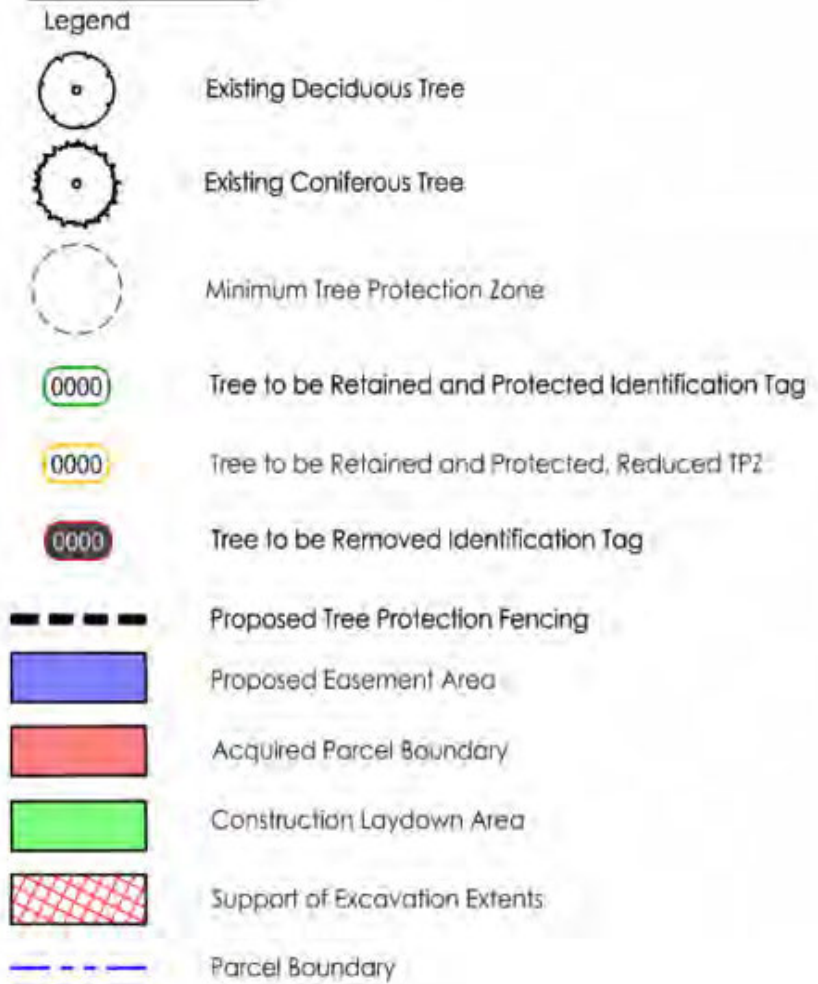 Legend
Existing Deciduous Tree
Existing Coniferous Tree
Minimum Tree Protection Zone
0000 Tree to be Retained and Protected Identification Tag
0000 Tree to be Retained and Protected, Reduced TPZ
0000 Tree to be Removed Identification Tag
Proposed Tree Protection Fencing
Proposed Easement Area
Acquired Parcel Boundary
Construction Laydown Area
Support of Excavation Extents
Parcel Boundary